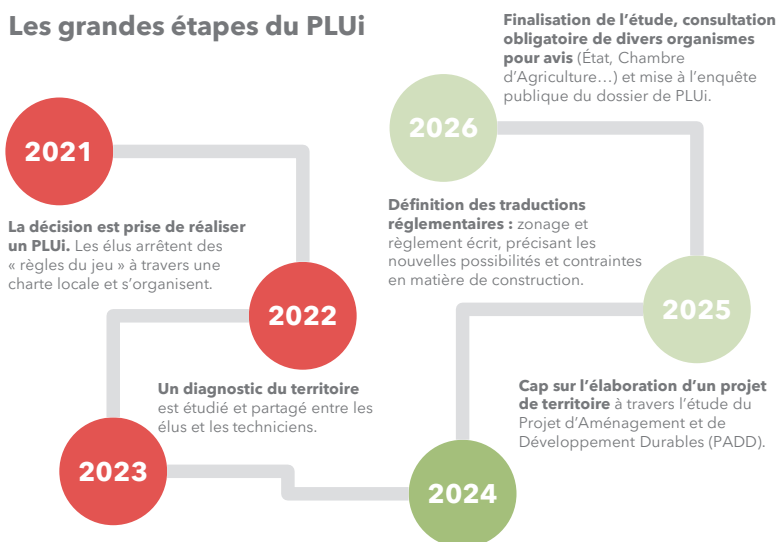 Les grandes étapes du PLUi
2021
La décision est prise de réaliser
un PLUi. Les élus arrêtent des
« règles du jeu » à travers une
charte locale et s’organisent.
2022
Un diagnostic du territoire
est étudié et partagé entre les
élus et les techniciens.
2023
2024
Cap sur l’élaboration d’un projet
de territoire à travers l’étude du
Projet d’Aménagement et de
Développement Durables (PADD).
2025
Définition des traductions
réglementaires : zonage et
règlement écrit, précisant les
nouvelles possibilités et contraintes
en matière de construction.
2026
Finalisation de l’étude, consultation
obligatoire de divers organismes
pour avis (État, Chambre
d’Agriculture…) et mise à l’enquête
publique du dossier de PLUi.